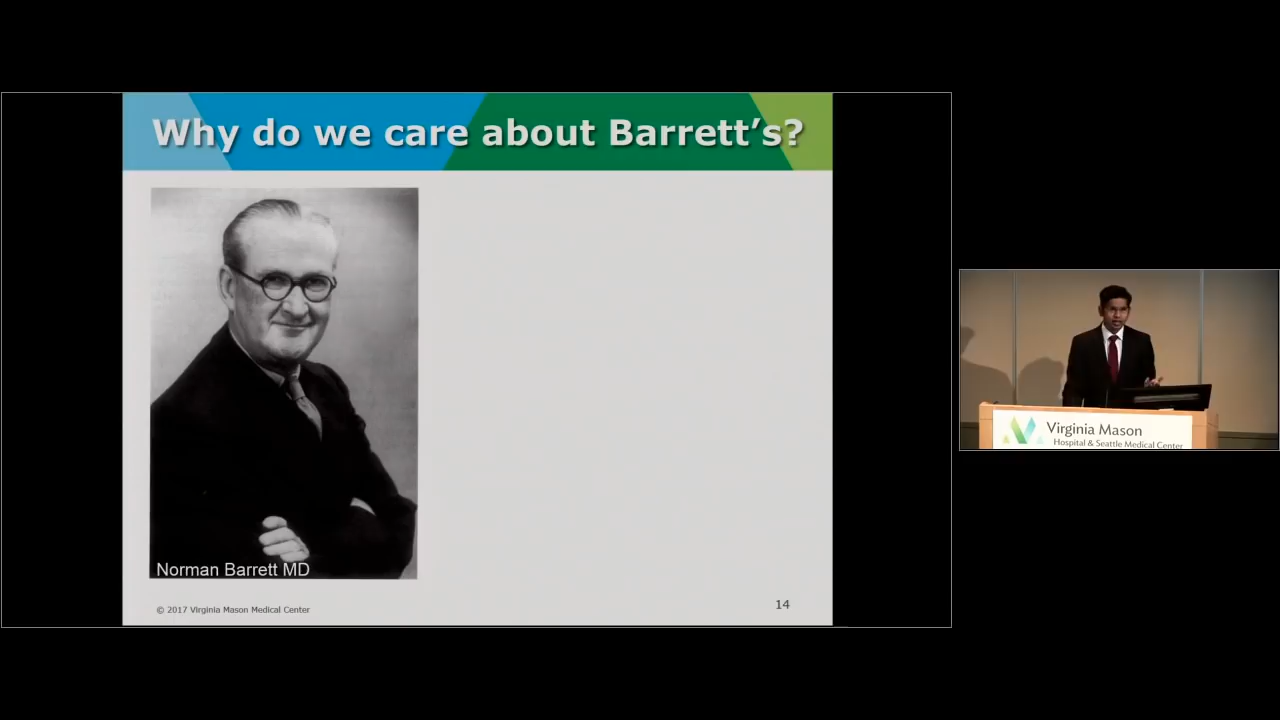 Why do we care about Barrett’s?
Norman Barrett MD
© 2017 Virginia Mason Medical Center
14
Virginia Mason
Hospital & Seattle Medical Center